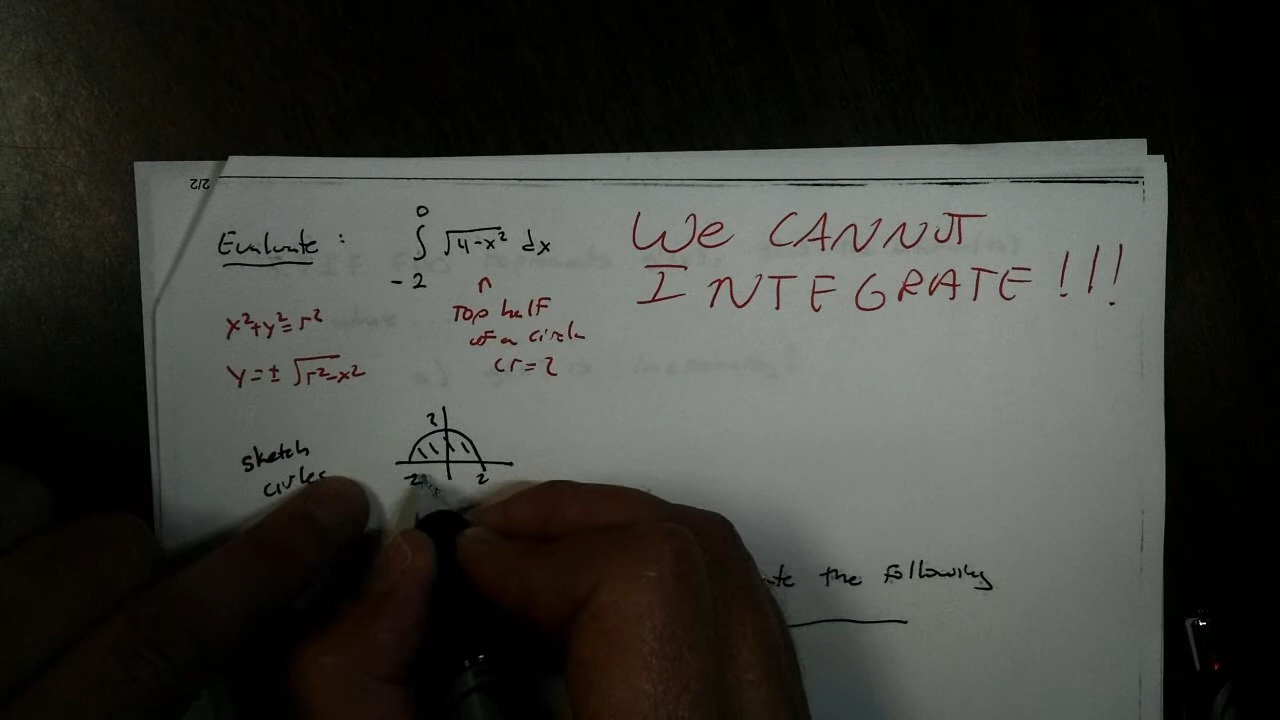 2/2
Evaluate :
0
∫ √4-x² dx
-2
WE CANNOT
INTEGRATE!!!
x²+y²=r²
y=± √r²-x²
n
Top half
of a circle
r=2
sketch
circles
2
2 2
the following